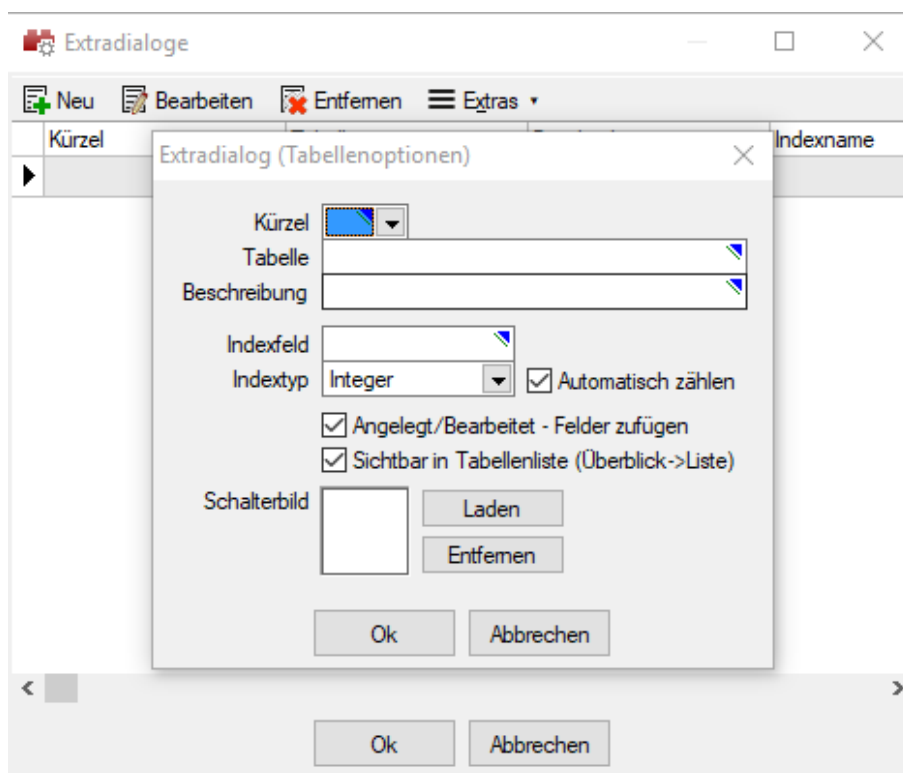 Extradialoge
Neu Bearbeiten Entfernen Extras
Kürzel Indexname
Extradialog (Tabellenoptionen)
Kürzel
Tabelle
Beschreibung
Indexfeld
Indextyp Integer Automatisch zählen
Angelegt/Bearbeitet - Felder zufügen
Sichtbar in Tabellenliste (Überblick->Liste)
Schalterbild Laden
Entfernen
Ok Abbrechen
Ok Abbrechen